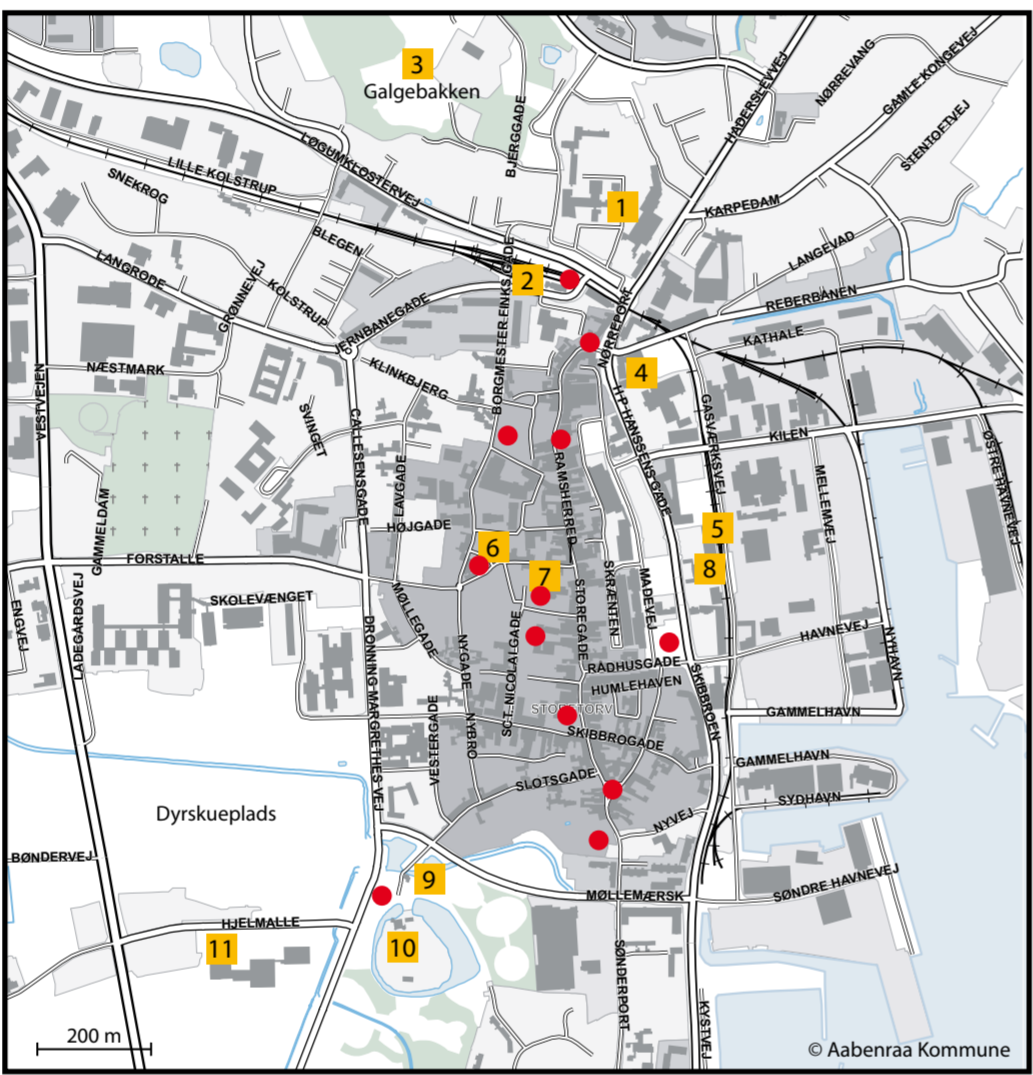 3
Galgebakken
BJERGGADE
HADERSLEVVEJ
NØRREVANG
GAMLE KONGEVEJ
STENTOFTVEJ
LØGUMKLOSTERVEJ
LILLE KOLSTRUP
SNEKROG
1
KARPEDAM
BLEGEN
LANGEVAD
LANGRODE
GRØNNEVEJ
KOLSTRUP
2
REBERBANEN
JERNBANEGADE
BORGMESTER FINKS GADE
NØRREPORT
KATHALE
NÆSTMARK
KLINKBJERG
4
VESTVEJEN
SVINGET
CALLESENSGADE
H P HANSSENS GADE
GASVÆRKSVEJ
KILEN
ØSTRE HAVNEVEJ
LAVGADE
RAMSHERRED
MELLEMVEJ
GAMMELDAM
HØJGADE
5
6
FORSTALLE
7
8
SKRÆNTEN
MADEVEJ
STOREGADE
ENGVEJ
LADEGÅRDSVEJ
SKOLEVÆNGET
MØLLEGADE
DRONNING MARGRETHES VEJ
NYGADE
SCT. NICOLAI GADE
HAVNEVEJ
NYHAVN
RÅDHUSGADE
HUMLEHAVEN
SKIBBROEN
STORETORV
GAMMELHAVN
VESTERGADE
NYBRO
SKIBBROGADE
GAMMELHAVN
SLOTSGADE
SYDHAVN
Dyrskueplads
NYVEJ
BØNDERVEJ
9
MØLLEMÆRSK
SØNDRE HAVNEVEJ
HJELMALLE
11
10
SØNDERPORT
KYSTVEJ
200 m
© Aabenraa Kommune